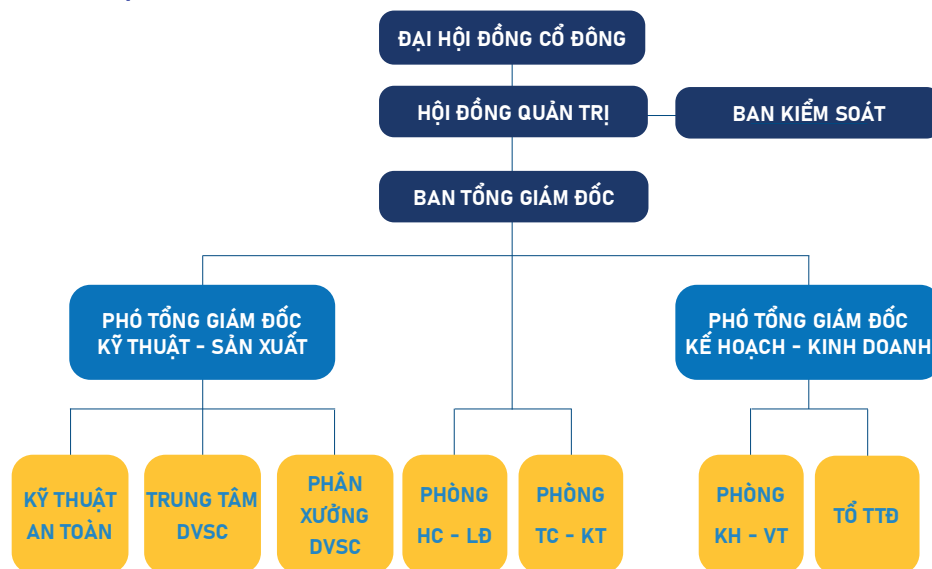 ĐẠI HỘI ĐỒNG CỔ ĐÔNG
HỘI ĐỒNG QUẢN TRỊ
BAN KIỂM SOÁT
BAN TỔNG GIÁM ĐỐC
PHÓ TỔNG GIÁM ĐỐC
KỸ THUẬT - SẢN XUẤT
PHÓ TỔNG GIÁM ĐỐC
KẾ HOẠCH - KINH DOANH
KỸ THUẬT
AN TOÀN
TRUNG TÂM
DVSC
PHÂN
XƯỞNG
DVSC
PHÒNG
HC - LĐ
PHÒNG
TC - KT
PHÒNG
KH - VT
TỔ TTĐ